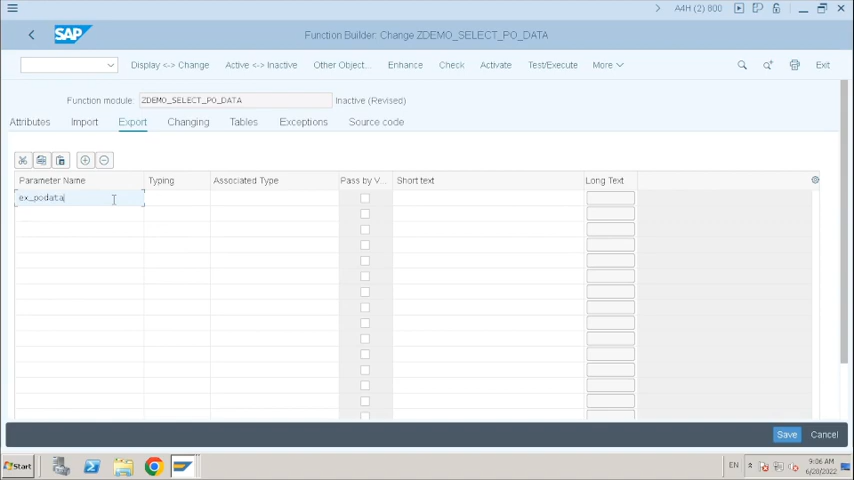 A4H (2) 800
SAP
Function Builder: Change ZDEMO_SELECT_PO_DATA
Display <-> Change Active <-> Inactive Other Object... Enhance Check Activate Test/Execute More Exit
Function module: ZDEMO_SELECT_PO_DATA Inactive (Revised)
Attributes Import Export Changing Tables Exceptions Source code
Parameter Name Typing Associated Type Pass by V... Short text Long Text
ex_podata
Save Cancel
Start EN 9:06 AM
6/28/2022